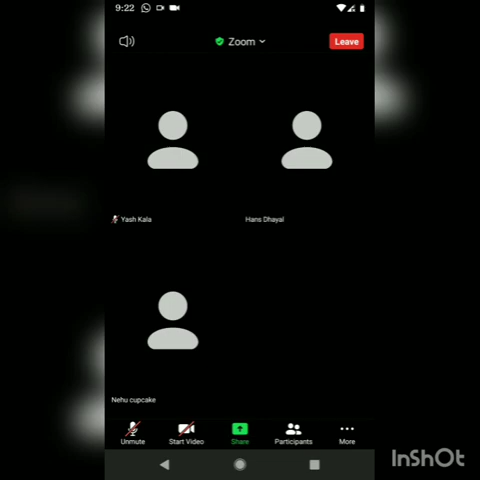 9:22
Zoom
Leave
Yash Kala
Hans Dhayal
Nehu cupcake
Unmute
Start Video
Share
Participants
More
InShOt